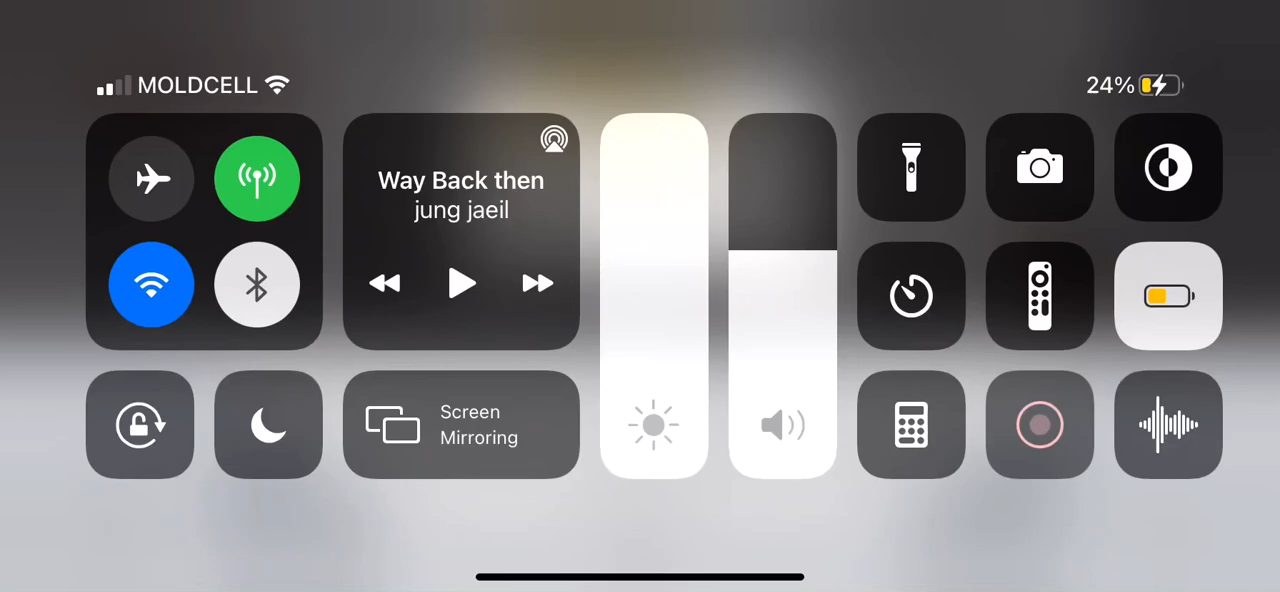 MOLDCELL
24%
Way Back then
jung jaeil
Screen
Mirroring